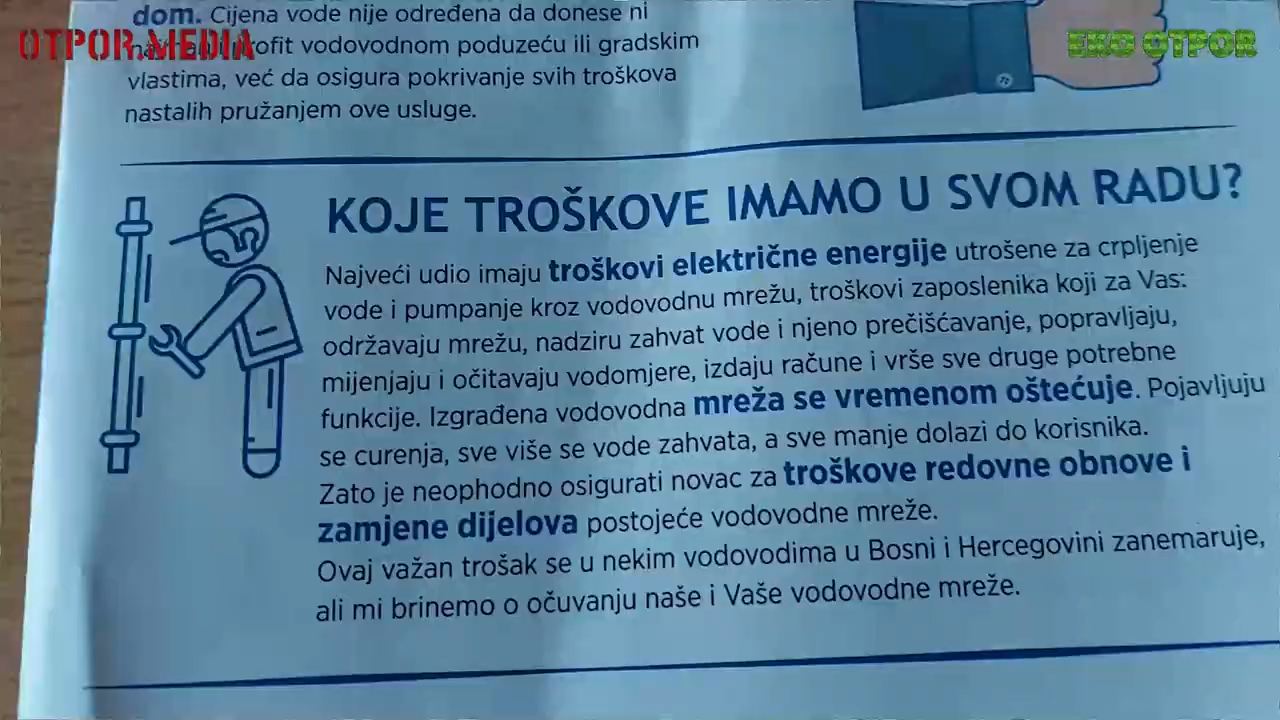 dom. Cijena vode nije određena da donese ni
OTPOR.MEDIA
profit vodovodnom poduzeću ili gradskim
EKO OTPOR
vlastima, već da osigura pokrivanje svih troškova
nastalih pružanjem ove usluge.
KOJE TROŠKOVE IMAMO U SVOM RADU?
Najveći udio imaju troškovi električne energije utrošene za crpljenje
vode i pumpanje kroz vodovodnu mrežu, troškovi zaposlenika koji za Vas:
održavaju mrežu, nadziru zahvat vode i njeno prečišćavanje, popravljaju,
mijenjaju i očitavaju vodomjere, izdaju račune i vrše sve druge potrebne
funkcije. Izgrađena vodovodna mreža se vremenom oštećuje. Pojavljuju
se curenja, sve više se vode zahvata, a sve manje dolazi do korisnika.
Zato je neophodno osigurati novac za troškove redovne obnove i
zamjene dijelova postojeće vodovodne mreže.
Ovaj važan trošak se u nekim vodovodima u Bosni i Hercegovini zanemaruje,
ali mi brinemo o očuvanju naše i Vaše vodovodne mreže.